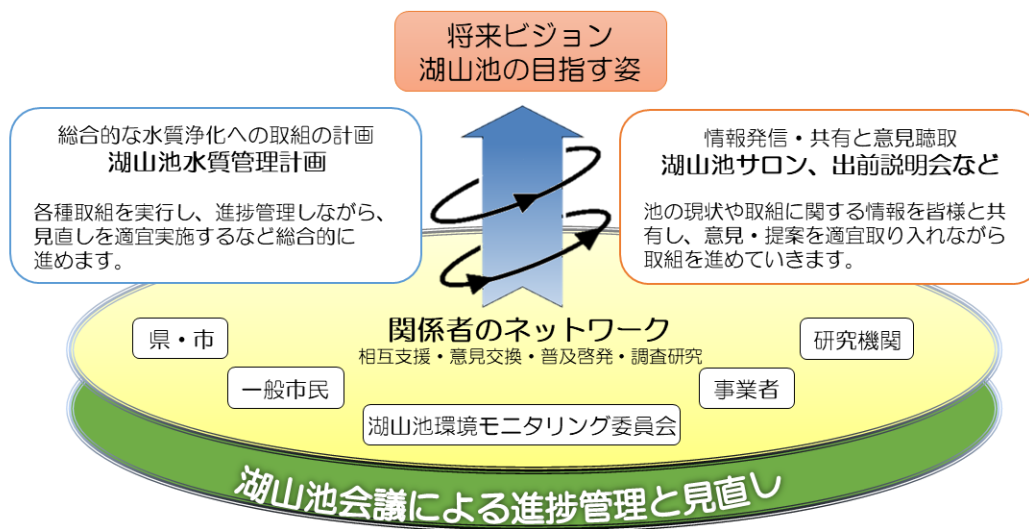 将来ビジョン
湖山池の目指す姿
総合的な水質浄化への取組の計画
湖山池水質管理計画
各種取組を実行し、進捗管理しながら、
見直しを適宜実施するなど総合的に
進めます。
情報発信・共有と意見聴取
湖山池サロン、出前説明会など
池の現状や取組に関する情報を皆様と共
有し、意見・提案を適宜取り入れながら
取組を進めていきます。
関係者のネットワーク
相互支援・意見交換・普及啓発・調査研究
県・市
一般市民
湖山池環境モニタリング委員会
事業者
研究機関
湖山池会議による進捗管理と見直し